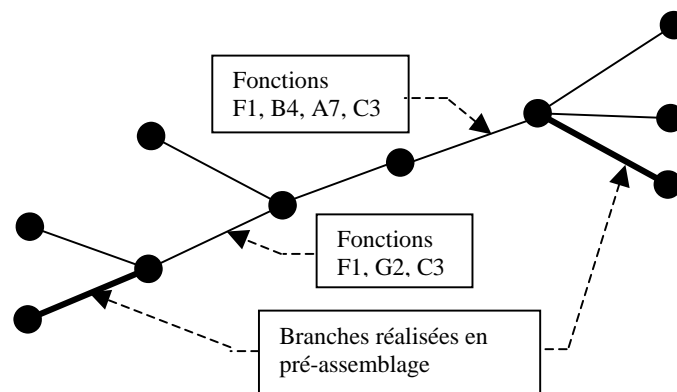 Fonctions
F1, B4, A7, C3
Fonctions
F1, G2, C3
Branches réalisées en
pré-assemblage